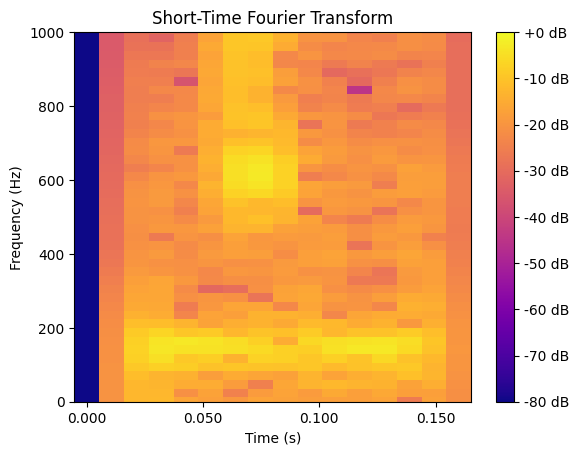 Short-Time Fourier Transform
Frequency (Hz)
1000
800
600
400
200
0
0.000
0.050
0.100
0.150
Time (s)
+0 dB
-10 dB
-20 dB
-30 dB
-40 dB
-50 dB
-60 dB
-70 dB
-80 dB